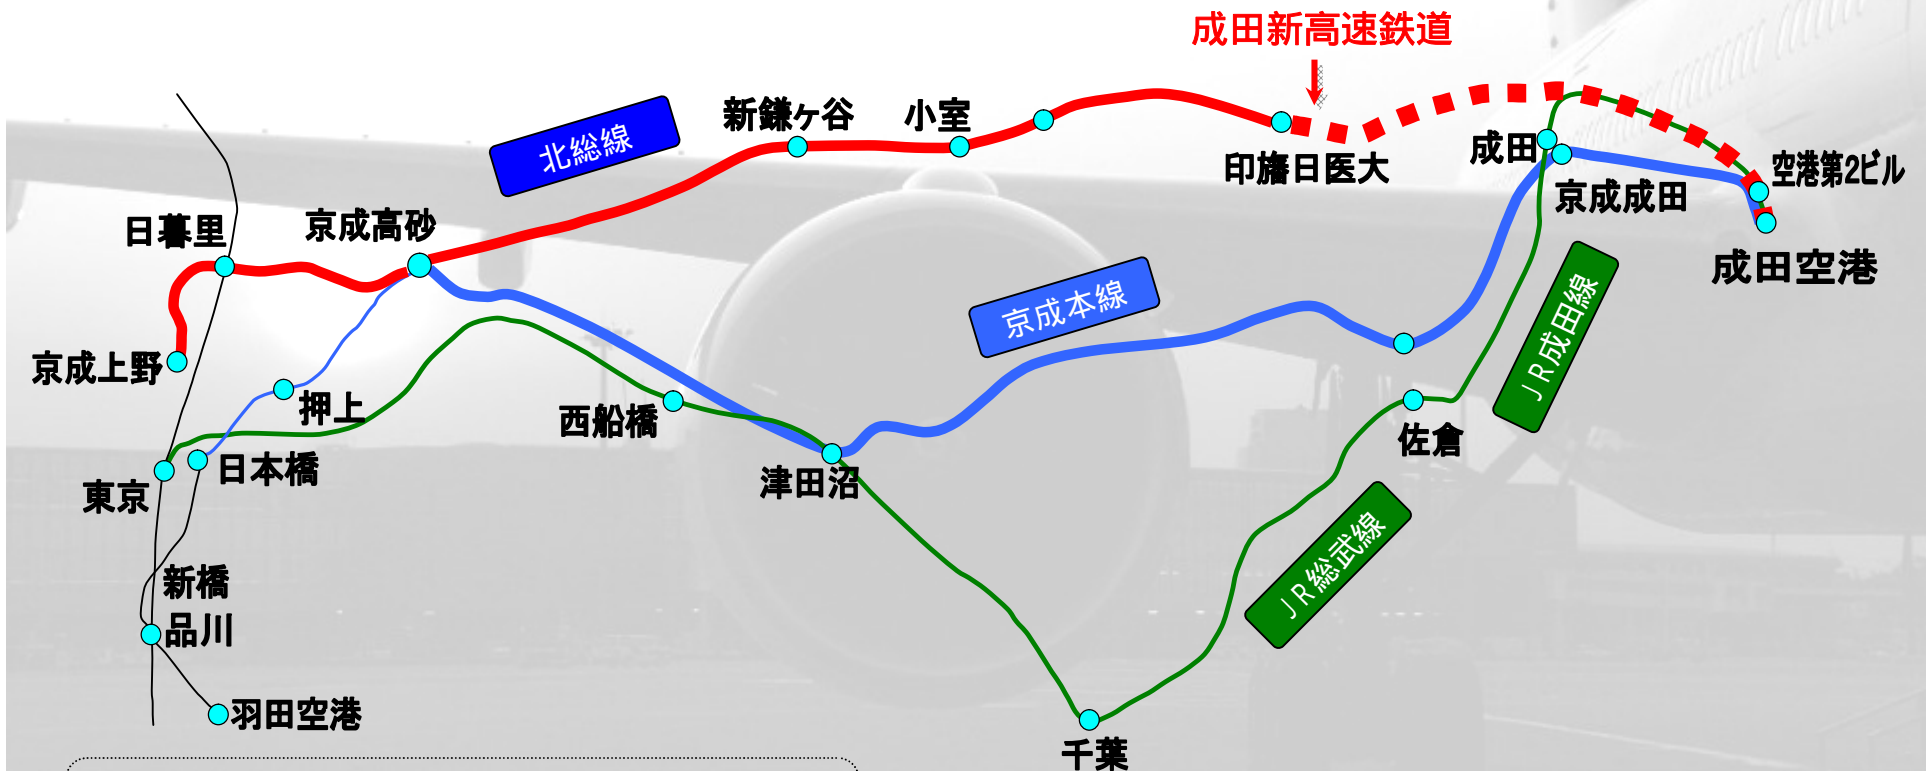 成田新高速鉄道
北総線
新鎌ヶ谷
小室
印旛日医大
成田
京成成田
空港第2ビル
成田空港
日暮里
京成高砂
京成上野
押上
京成本線
JR成田線
西船橋
津田沼
佐倉
東京
日本橋
JR総武線
新橋
品川
羽田空港
千葉